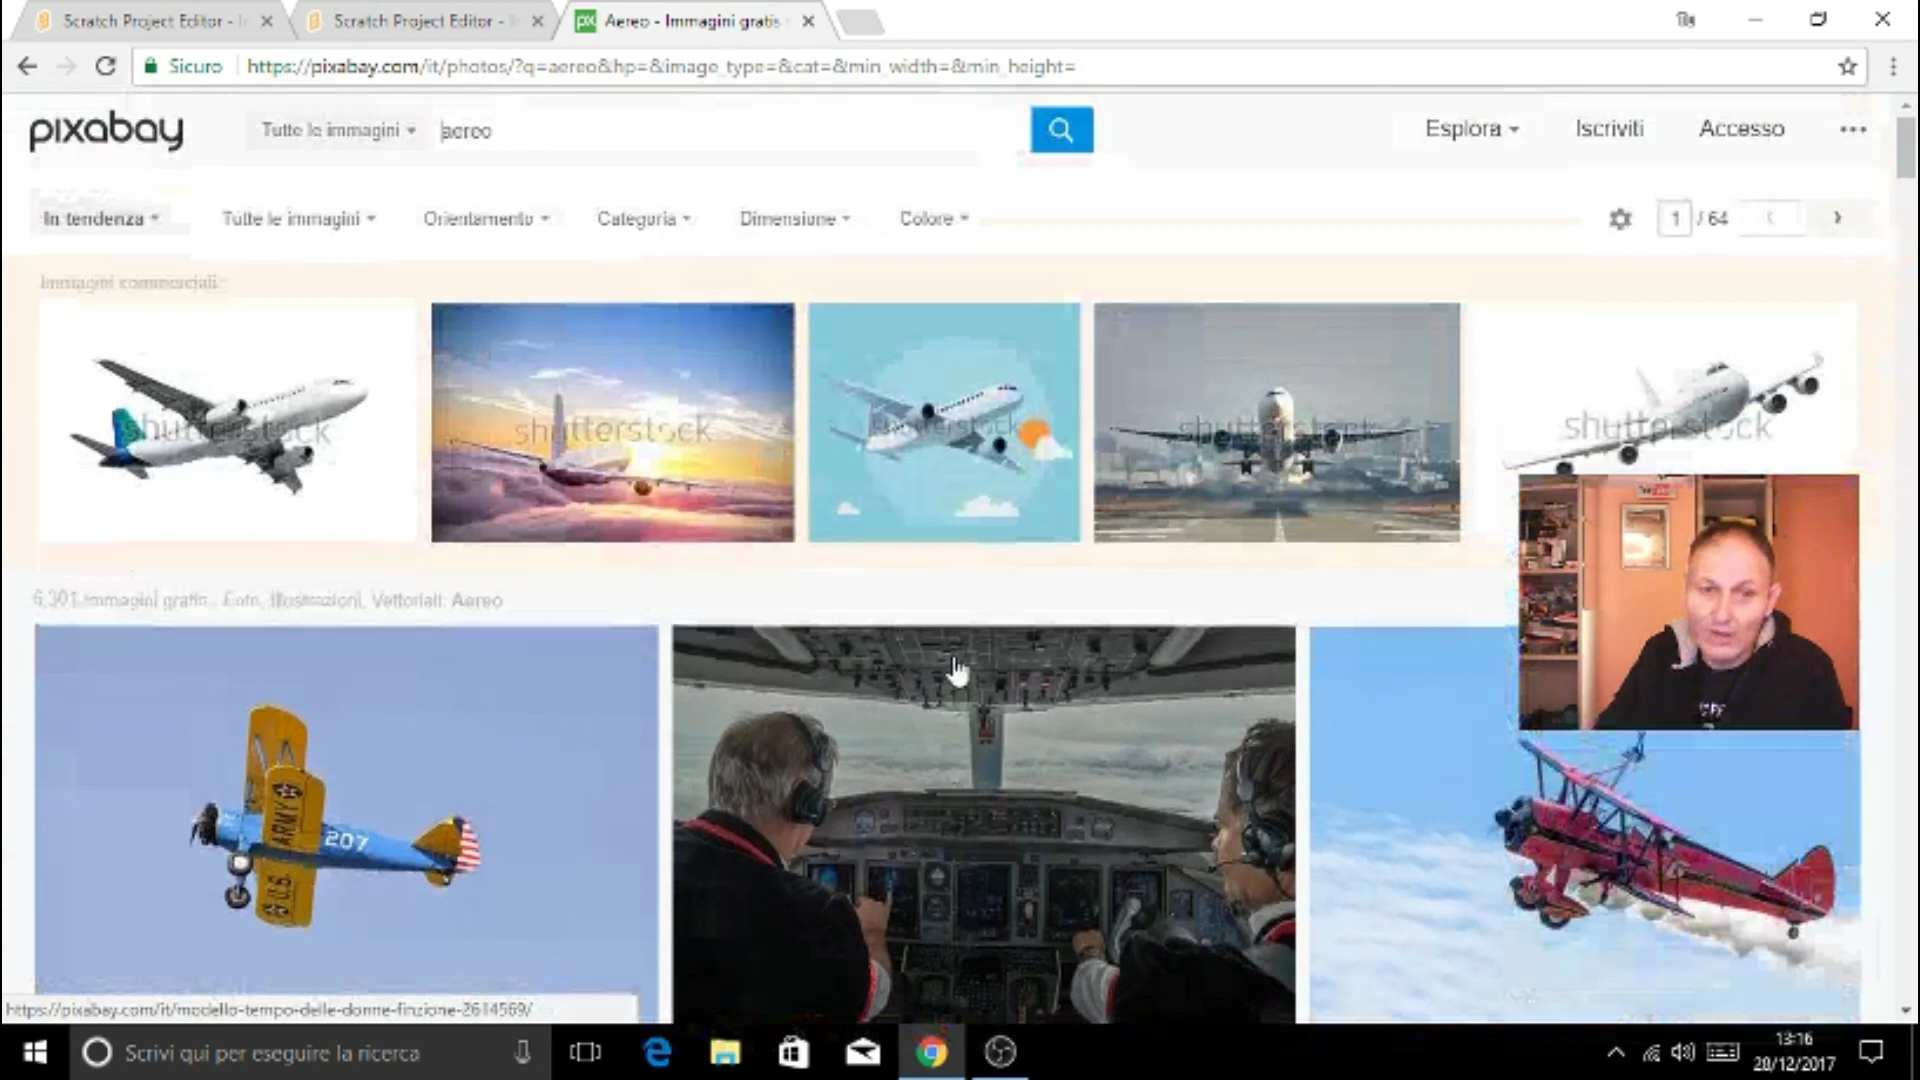 Scratch Project Editor - I
Scratch Project Editor - I
px Aereo - Immagini gratis
Sicuro https://pixabay.com/it/photos/?q=aereo&hp=&image_type=&cat=&min_width=&min_height=
pixabay Tutte le immagini aereo Esplora Iscriviti Accesso
In tendenza Tutte le immagini Orientamento Categoria Dimensione Colore 1 / 64
Immagini commerciali:
shutterstock shutterstock shutterstock shutterstock shutterstock
6,301 Immagini gratis - Foto, Illustrazioni, Vettoriali: Aereo
ARMY
207
U.S.
https://pixabay.com/it/modello-tempo-delle-donne-finzione-2614569/
Scrivi qui per eseguire la ricerca
13:16
28/12/2017